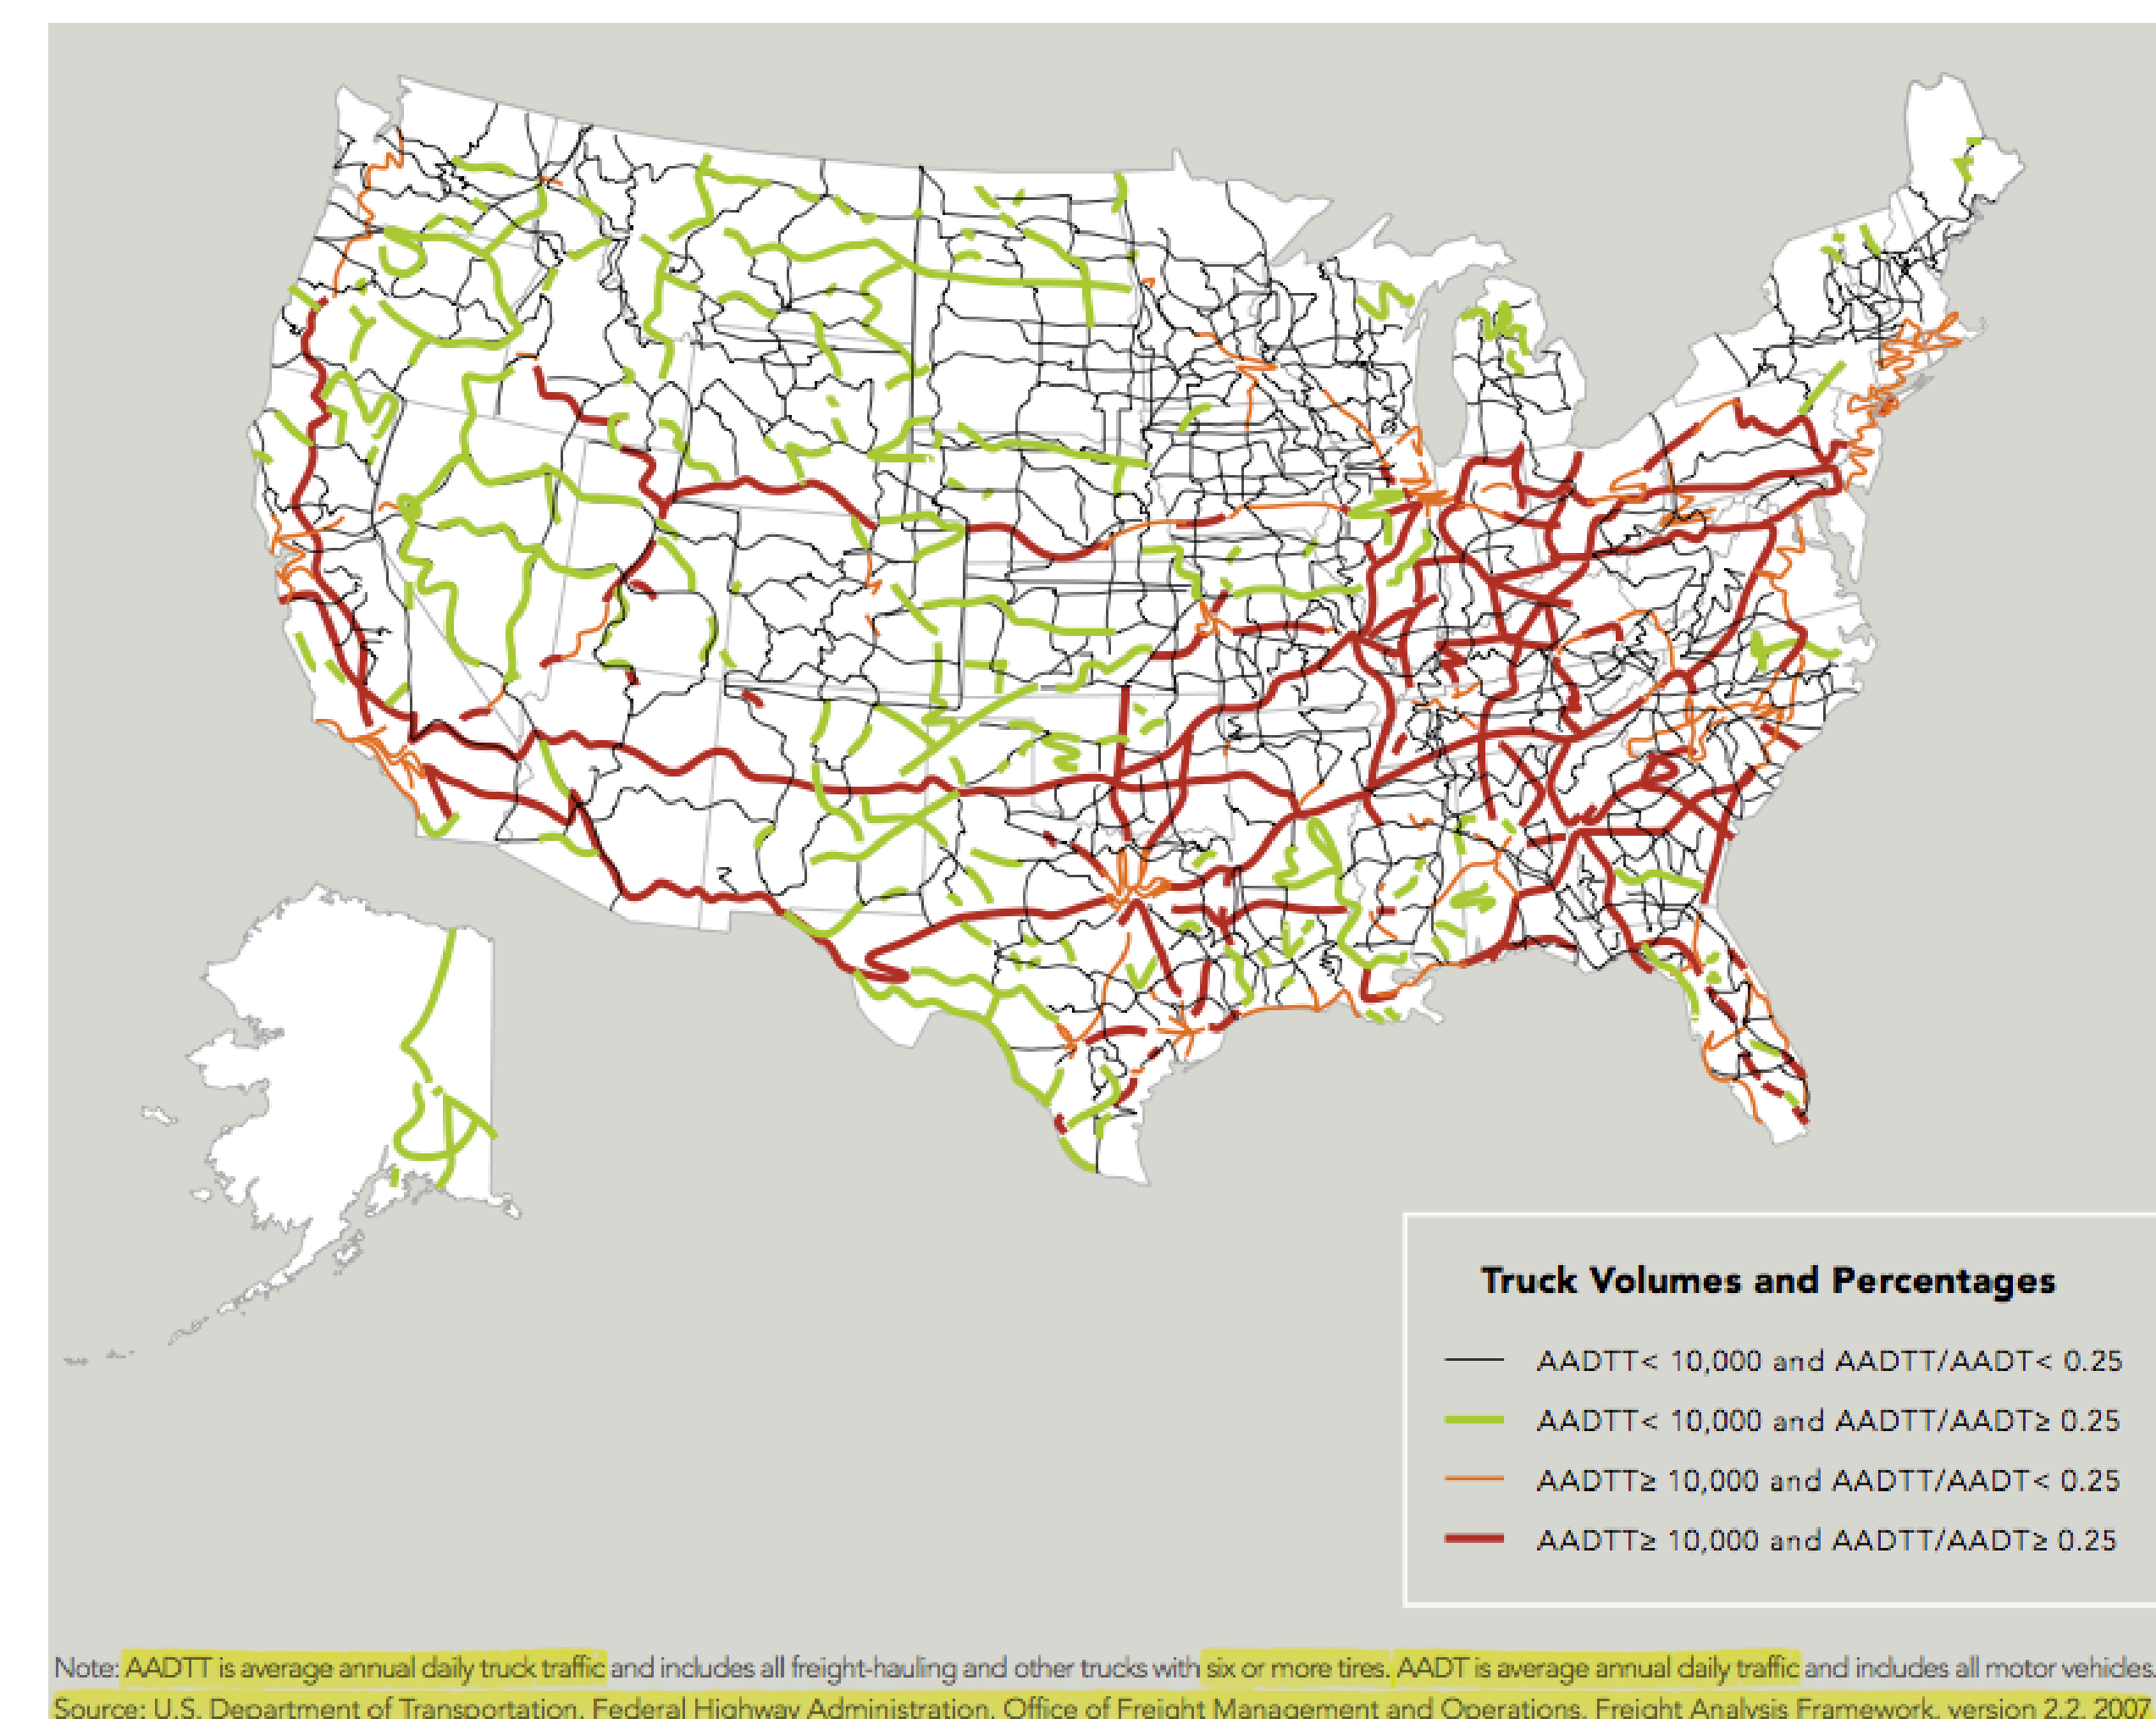 Truck Volumes and Percentages
AADTT< 10,000 and AADTT/AADT< 0.25
AADTT< 10,000 and AADTT/AADT≥ 0.25
AADTT≥ 10,000 and AADTT/AADT< 0.25
AADTT≥ 10,000 and AADTT/AADT≥ 0.25
Note: AADTT is average annual daily truck traffic and includes all freight-hauling and other trucks with six or more tires. AADT is average annual daily traffic and includes all motor vehicles.
Source: U.S. Department of Transportation, Federal Highway Administration, Office of Freight Management and Operations, Freight Analysis Framework, version 2.2, 2007